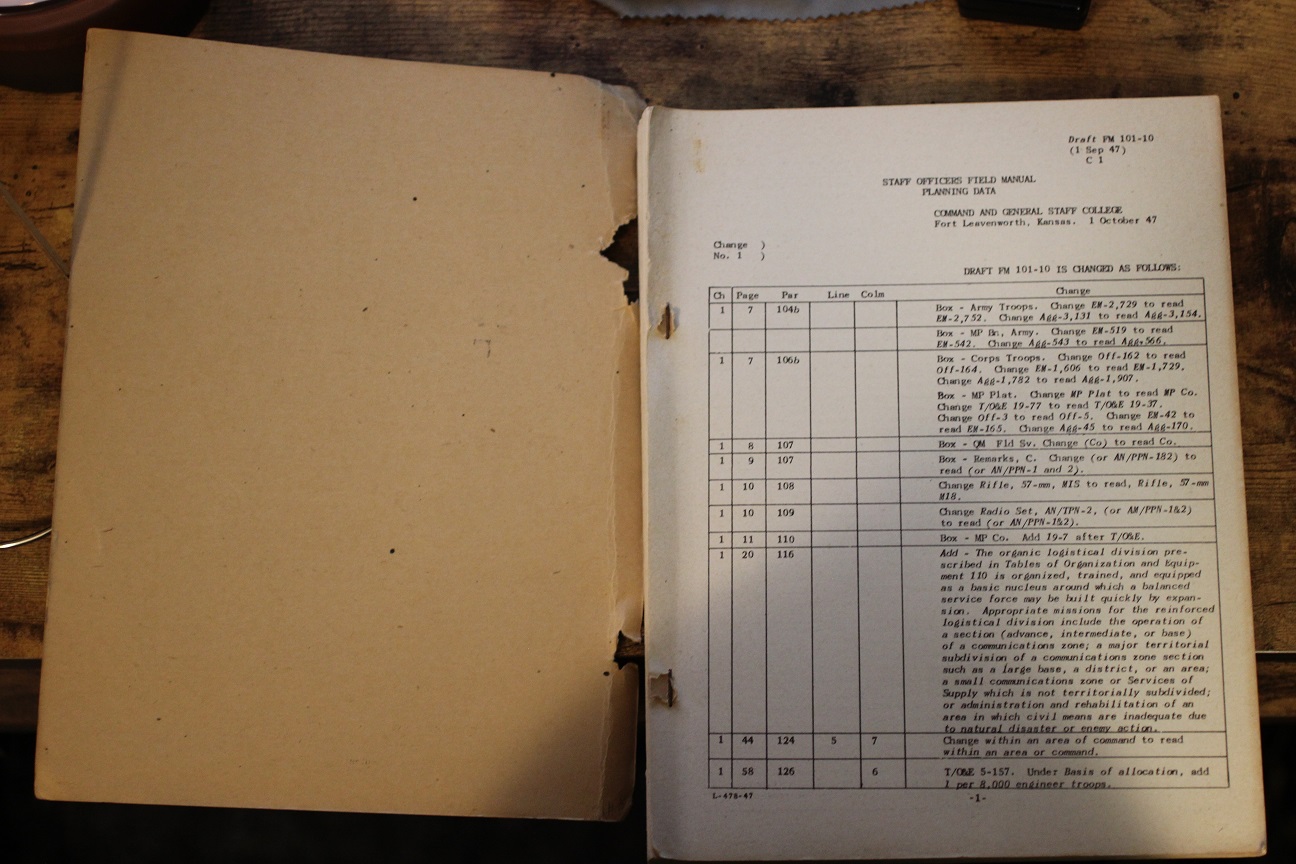 Draft FM 101-10
(1 Sep 47)
C 1
STAFF OFFICERS FIELD MANUAL
PLANNING DATA
COMMAND AND GENERAL STAFF COLLEGE
Fort Leavenworth, Kansas. 1 October 47
Change )
No. 1 )
DRAFT FM 101-10 IS CHANGED AS FOLLOWS:
Ch Page Par Line Colm Change
1 7 104b Box - Army Troops. Change EM-2,729 to read
EM-2,752. Change Agg-3,131 to read Agg-3,154.
Box - MP Bn, Army. Change EM-519 to read
EM-542. Change Agg-543 to read Agg-566.
1 7 106b Box - Corps Troops. Change Off-162 to read
Off-164. Change EM-1,606 to read EM-1,729.
Change Agg-1,782 to read Agg-1,907.
Box - MP Plat. Change MP Plat to read MP Co.
Change T/O&E 19-77 to read T/O&E 19-37.
Change Off-3 to read Off-5. Change EM-42 to
read EM-165. Change Agg-45 to read Agg-170.
1 8 107 Box - QM Fld Sv. Change (Co) to read Co.
1 9 107 Box - Remarks, C. Change (or AN/PPN-182) to
read (or AN/PPN-1 and 2).
1 10 108 Change Rifle, 57-mm, MIS to read, Rifle, 57-mm
M18.
1 10 109 Change Radio Set, AN/TPN-2, (or AM/PPN-1&2)
to read (or AN/PPN-1&2).
1 11 110 Box - MP Co. Add 19-7 after T/O&E.
1 20 116 Add - The organic logistical division pre-
scribed in Tables of Organization and Equip-
ment 110 is organized, trained, and equipped
as a basic nucleus around which a balanced
service force may be built quickly by expan-
sion. Appropriate missions for the reinforced
logistical division include the operation of
a section (advance, intermediate, or base)
of a communications zone; a major territorial
subdivision of a communications zone section
such as a large base, a district, or an area;
a small communications zone or Services of
Supply which is not territorially subdivided;
or administration and rehabilitation of an
area in which civil means are inadequate due
to natural disaster or enemy action.
1 44 124 5 7 Change within an area of command to read
within an area or command.
1 58 126 6 T/O&E 5-157. Under Basis of allocation, add
1 per 8,000 engineer troops.
L-478-47
-1-